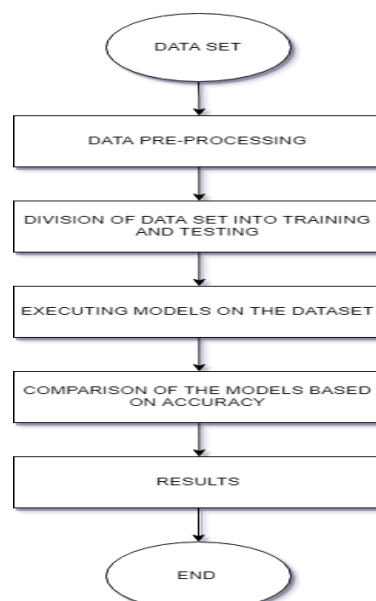 DATA SET
DATA PRE-PROCESSING
DIVISION OF DATA SET INTO TRAINING
AND TESTING
EXECUTING MODELS ON THE DATASET
COMPARISON OF THE MODELS BASED
ON ACCURACY
RESULTS
END